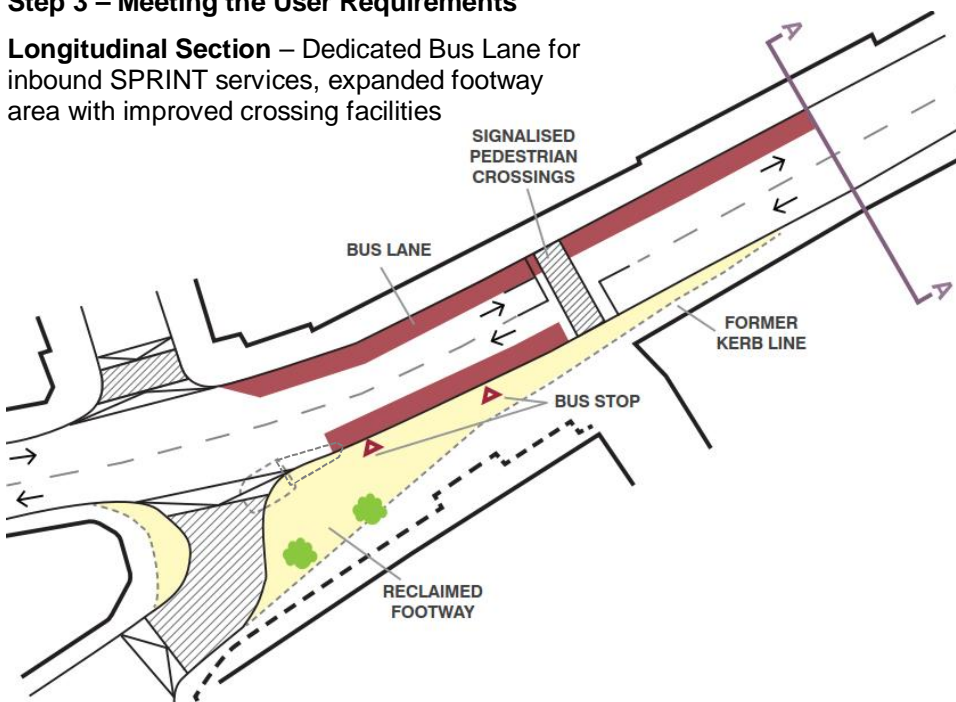 Step 3 – Meeting the User Requirements
Longitudinal Section – Dedicated Bus Lane for
inbound SPRINT services, expanded footway
area with improved crossing facilities
SIGNALISED
PEDESTRIAN
CROSSINGS
A
BUS LANE
A
FORMER
KERB LINE
BUS STOP
RECLAIMED
FOOTWAY